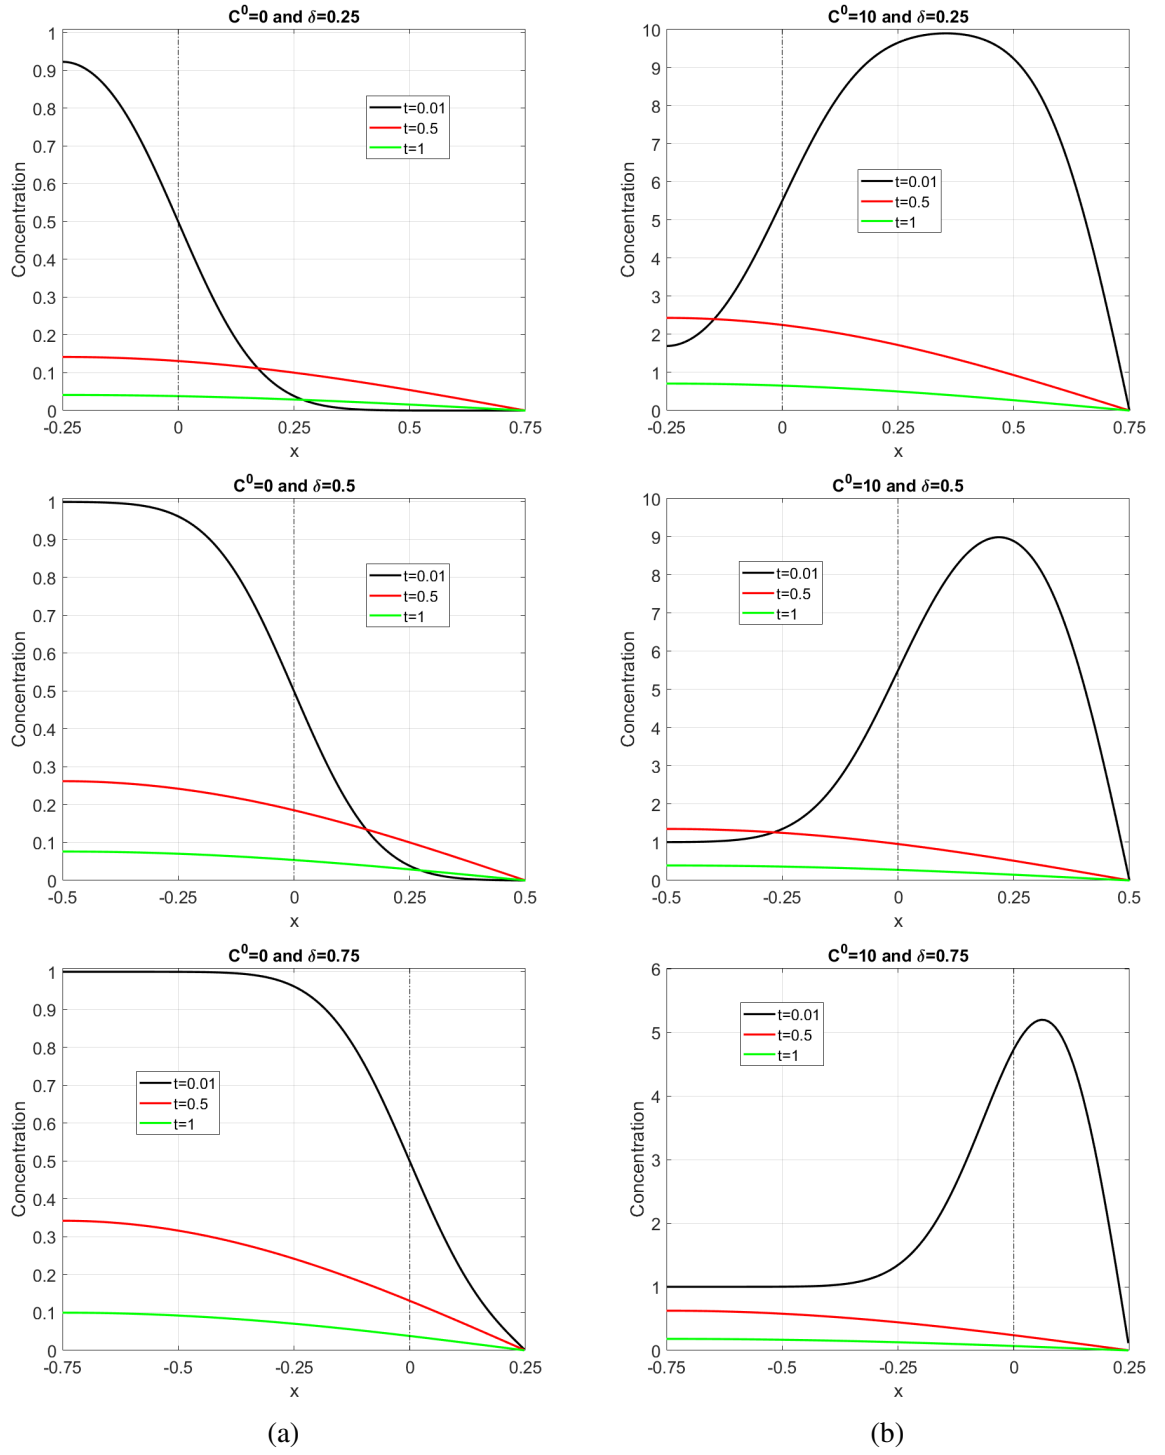 C⁰=0 and δ=0.25
1
0.9
0.8
0.7
0.6
0.5
0.4
0.3
0.2
0.1
0
Concentration
t=0.01
t=0.5
t=1
-0.25 0 0.25 0.5 0.75
x
C⁰=10 and δ=0.25
10
9
8
7
6
5
4
3
2
1
0
Concentration
t=0.01
t=0.5
t=1
-0.25 0 0.25 0.5 0.75
x
C⁰=0 and δ=0.5
1
0.9
0.8
0.7
0.6
0.5
0.4
0.3
0.2
0.1
0
Concentration
t=0.01
t=0.5
t=1
-0.5 -0.25 0 0.25 0.5
x
C⁰=10 and δ=0.5
10
9
8
7
6
5
4
3
2
1
0
Concentration
t=0.01
t=0.5
t=1
-0.5 -0.25 0 0.25 0.5
x
C⁰=0 and δ=0.75
1
0.9
0.8
0.7
0.6
0.5
0.4
0.3
0.2
0.1
0
Concentration
t=0.01
t=0.5
t=1
-0.75 -0.5 -0.25 0 0.25
x
C⁰=10 and δ=0.75
6
5
4
3
2
1
0
Concentration
t=0.01
t=0.5
t=1
-0.75 -0.5 -0.25 0 0.25
x
(a)
(b)